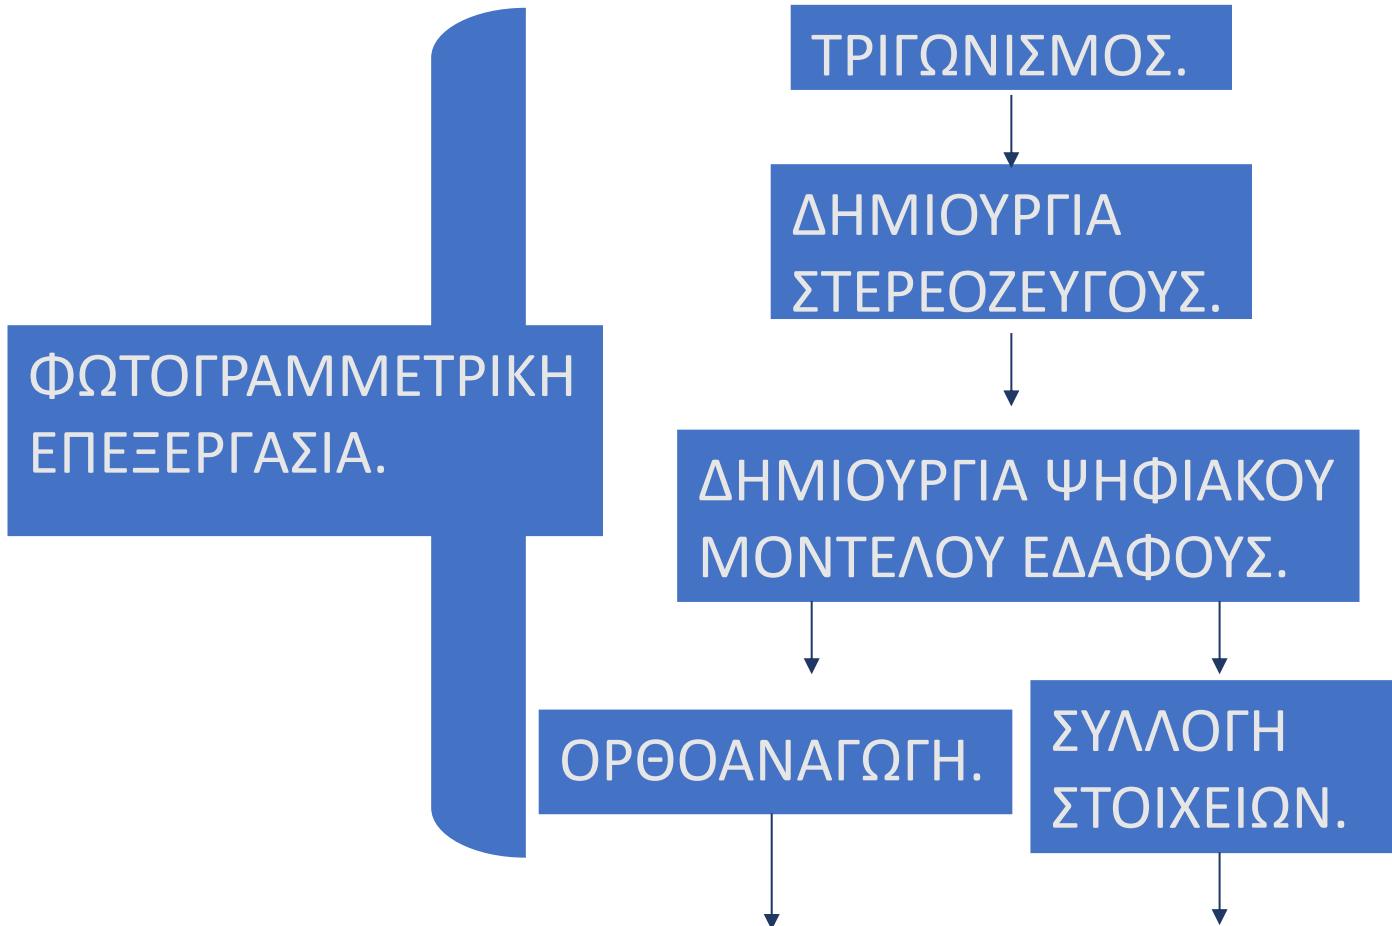 ΤΡΙΓΩΝΙΣΜΟΣ.
ΔΗΜΙΟΥΡΓΙΑ
ΣΤΕΡΕΟΖΕΥΓΟΥΣ.
ΦΩΤΟΓΡΑΜΜΕΤΡΙΚΗ
ΕΠΕΞΕΡΓΑΣΙΑ.
ΔΗΜΙΟΥΡΓΙΑ ΨΗΦΙΑΚΟΥ
ΜΟΝΤΕΛΟΥ ΕΔΑΦΟΥΣ.
ΟΡΘΟΑΝΑΓΩΓΗ.
ΣΥΛΛΟΓΗ
ΣΤΟΙΧΕΙΩΝ.